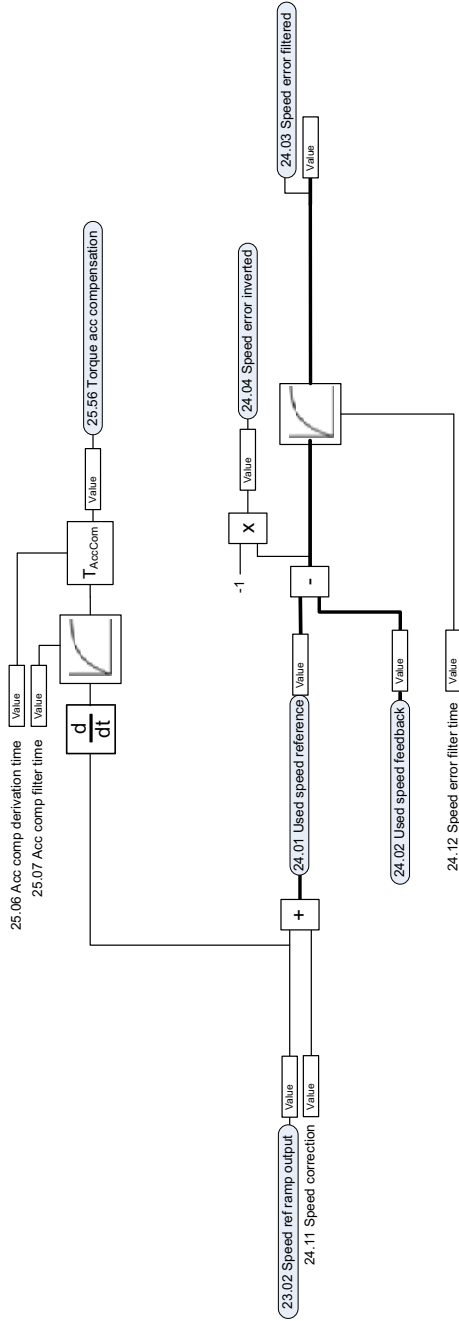 25.06 Acc comp derivation time
Value
25.07 Acc comp filter time
Value
d
dt
TAccCom
Value
25.56 Torque acc compensation
23.02 Speed ref ramp output
Value
24.11 Speed correction
Value
+
24.01 Used speed reference
Value
24.02 Used speed feedback
Value
-
-1
X
Value
24.04 Speed error inverted
24.12 Speed error filter time
Value
24.03 Speed error filtered
Value